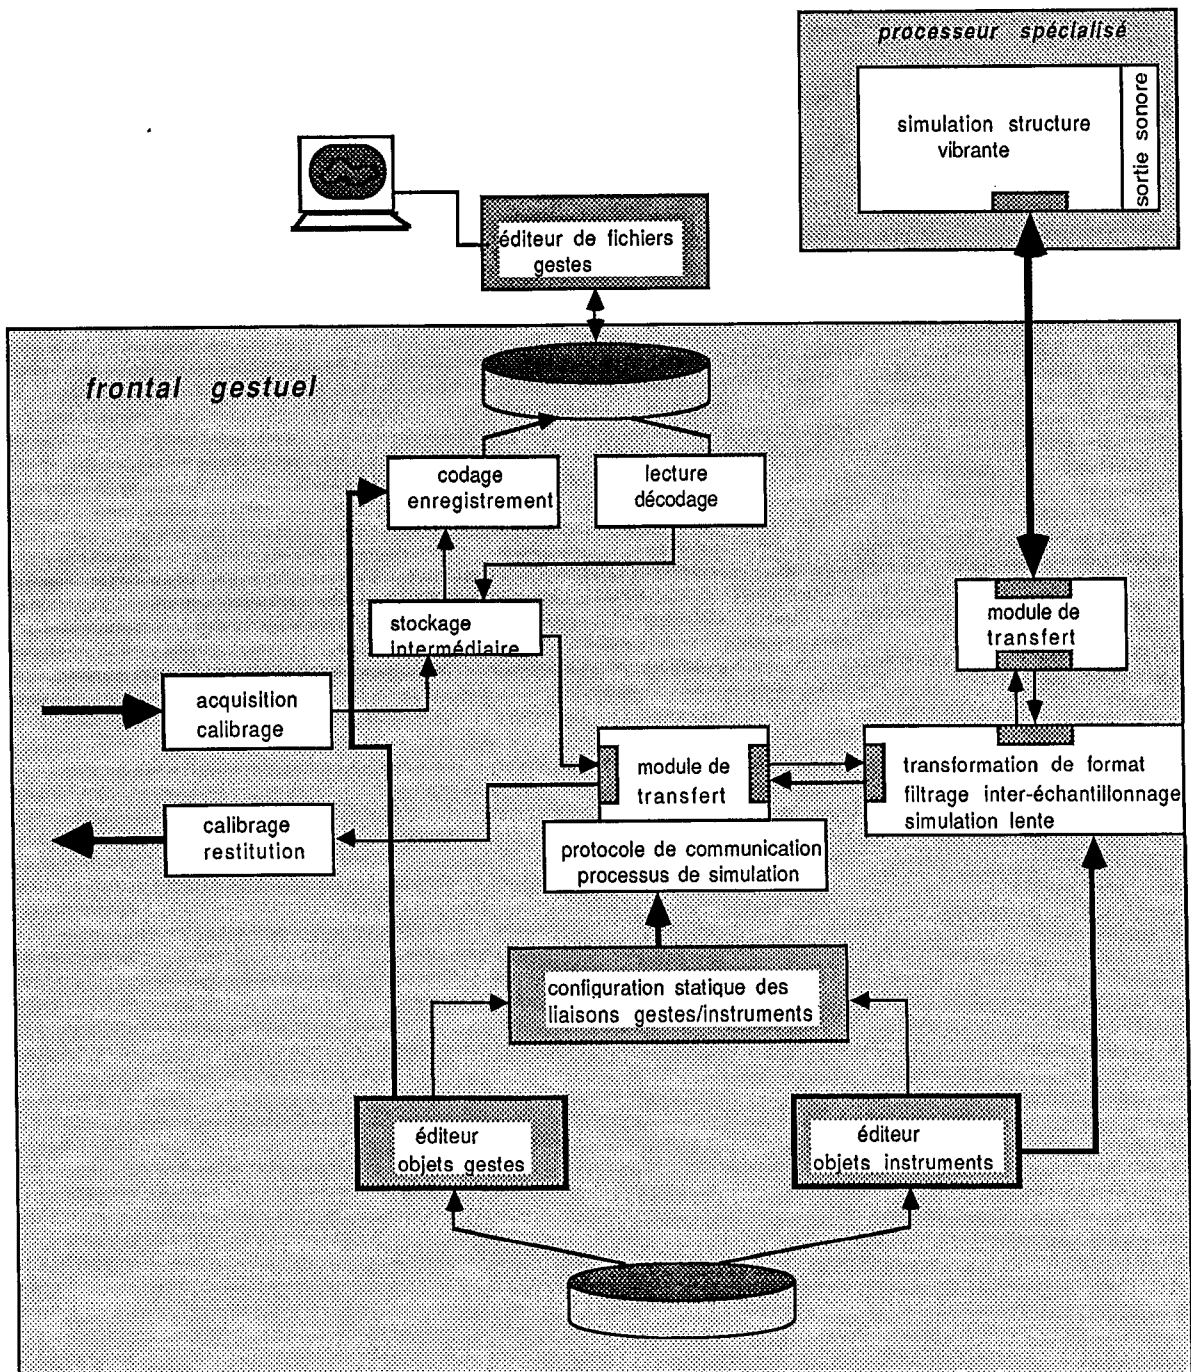 processeur spécialisé
simulation structure
vibrante
sortie sonore
éditeur de fichiers
gestes
frontal gestuel
codage
enregistrement
lecture
décodage
stockage
intermédiaire
acquisition
calibrage
module de
transfert
module de
transfert
transformation de format
filtrage inter-échantillonnage
simulation lente
calibrage
restitution
protocole de communication
processus de simulation
configuration statique des
liaisons gestes/instruments
éditeur
objets gestes
éditeur
objets instruments